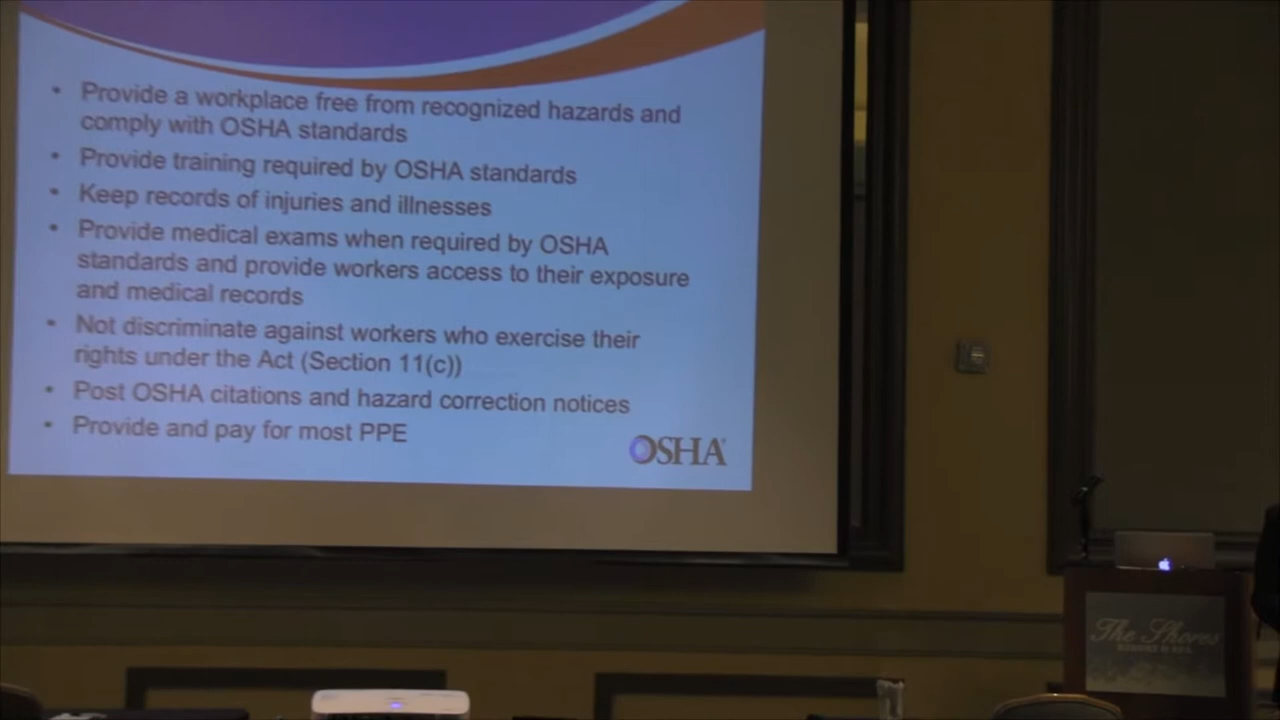 • Provide a workplace free from recognized hazards and
comply with OSHA standards
• Provide training required by OSHA standards
• Keep records of injuries and illnesses
• Provide medical exams when required by OSHA
standards and provide workers access to their exposure
and medical records
• Not discriminate against workers who exercise their
rights under the Act (Section 11(c))
• Post OSHA citations and hazard correction notices
• Provide and pay for most PPE
OSHA
The Shores
RESORT & SPA